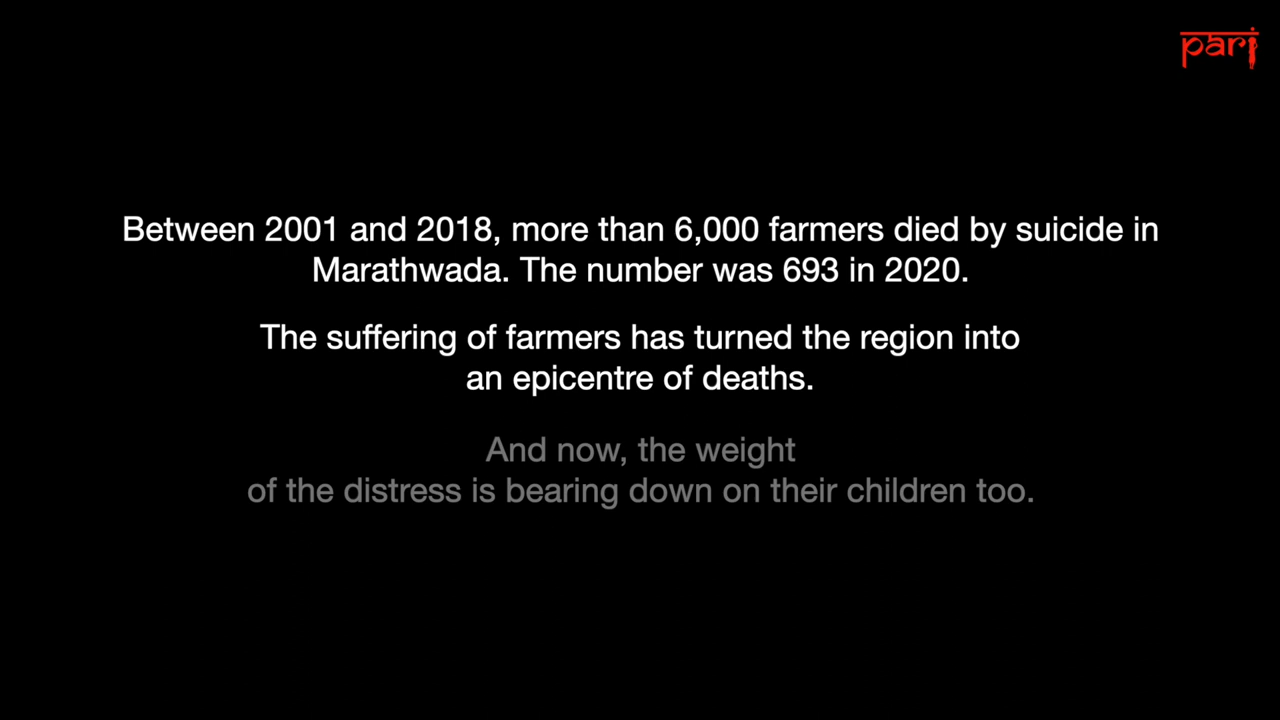 pari
Between 2001 and 2018, more than 6,000 farmers died by suicide in
Marathwada. The number was 693 in 2020.
The suffering of farmers has turned the region into
an epicentre of deaths.
And now, the weight
of the distress is bearing down on their children too.